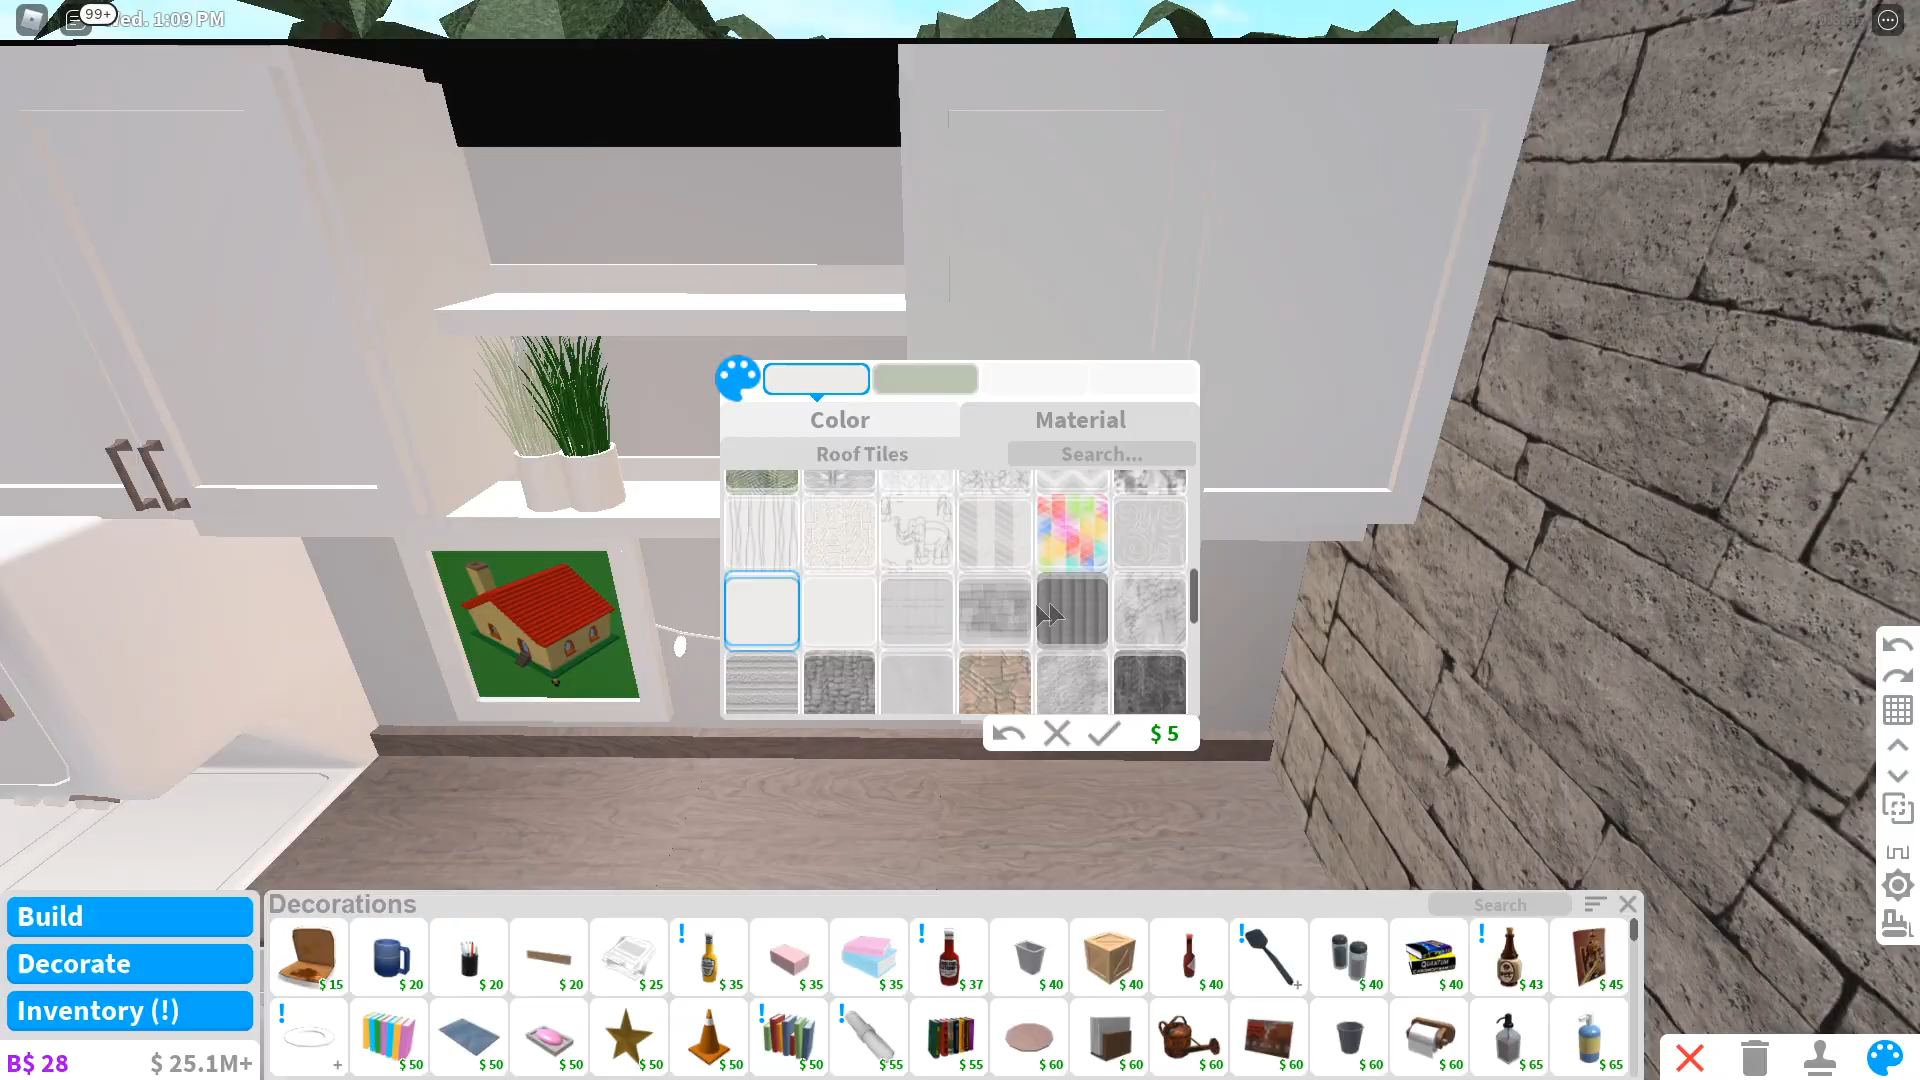 99+
Wed. 1:09 PM
Color
Material
Roof Tiles
Search...
$ 5
Build
Decorate
Inventory (!)
B$ 28
$ 25.1M+
Decorations
Search
$ 15
$ 20
$ 20
$ 20
$ 25
! $ 35
$ 35
$ 35
! $ 37
$ 40
$ 40
$ 40
! +
$ 40
QUANTUM
$ 40
! $ 43
$ 45
! +
$ 50
$ 50
$ 50
$ 50
$ 50
! $ 50
! $ 55
$ 55
$ 60
$ 60
$ 60
$ 60
$ 60
$ 60
$ 65
$ 65